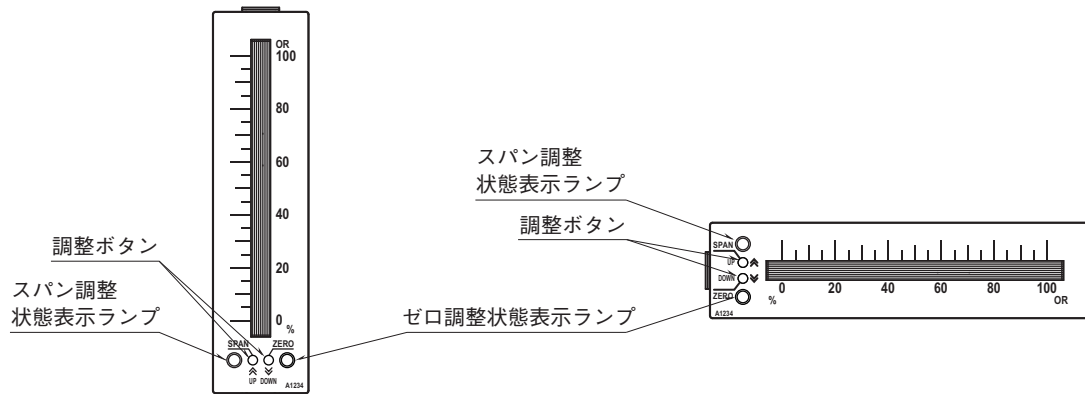 OR
100
80
60
40
20
0
%
SPAN
ZERO
UP
DOWN
A1234
調整ボタン
スパン調整
状態表示ランプ
ゼロ調整状態表示ランプ
スパン調整
状態表示ランプ
調整ボタン
SPAN
UP
DOWN
ZERO
A1234
0 20 40 60 80 100
% OR